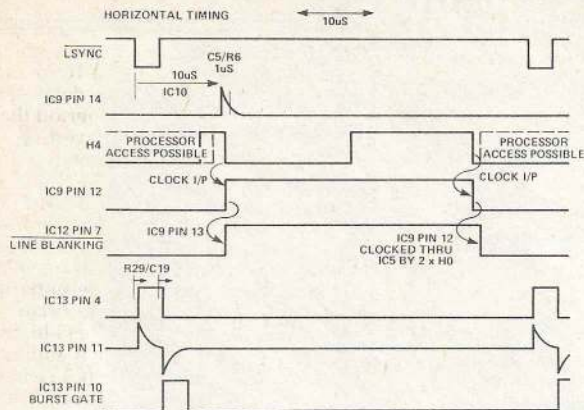 HORIZONTAL TIMING
10uS
LSYNC
10uS
IC10
C5/R6
1uS
IC9 PIN 14
H4
PROCESSOR
ACCESS POSSIBLE
PROCESSOR
ACCESS POSSIBLE
CLOCK I/P
CLOCK I/P
IC9 PIN 12
IC12 PIN 7
LINE BLANKING
IC9 PIN 13
IC9 PIN 12
CLOCKED THRU
IC5 BY 2 x H0
R29/C19
IC13 PIN 4
IC13 PIN 11
IC13 PIN 10
BURST GATE